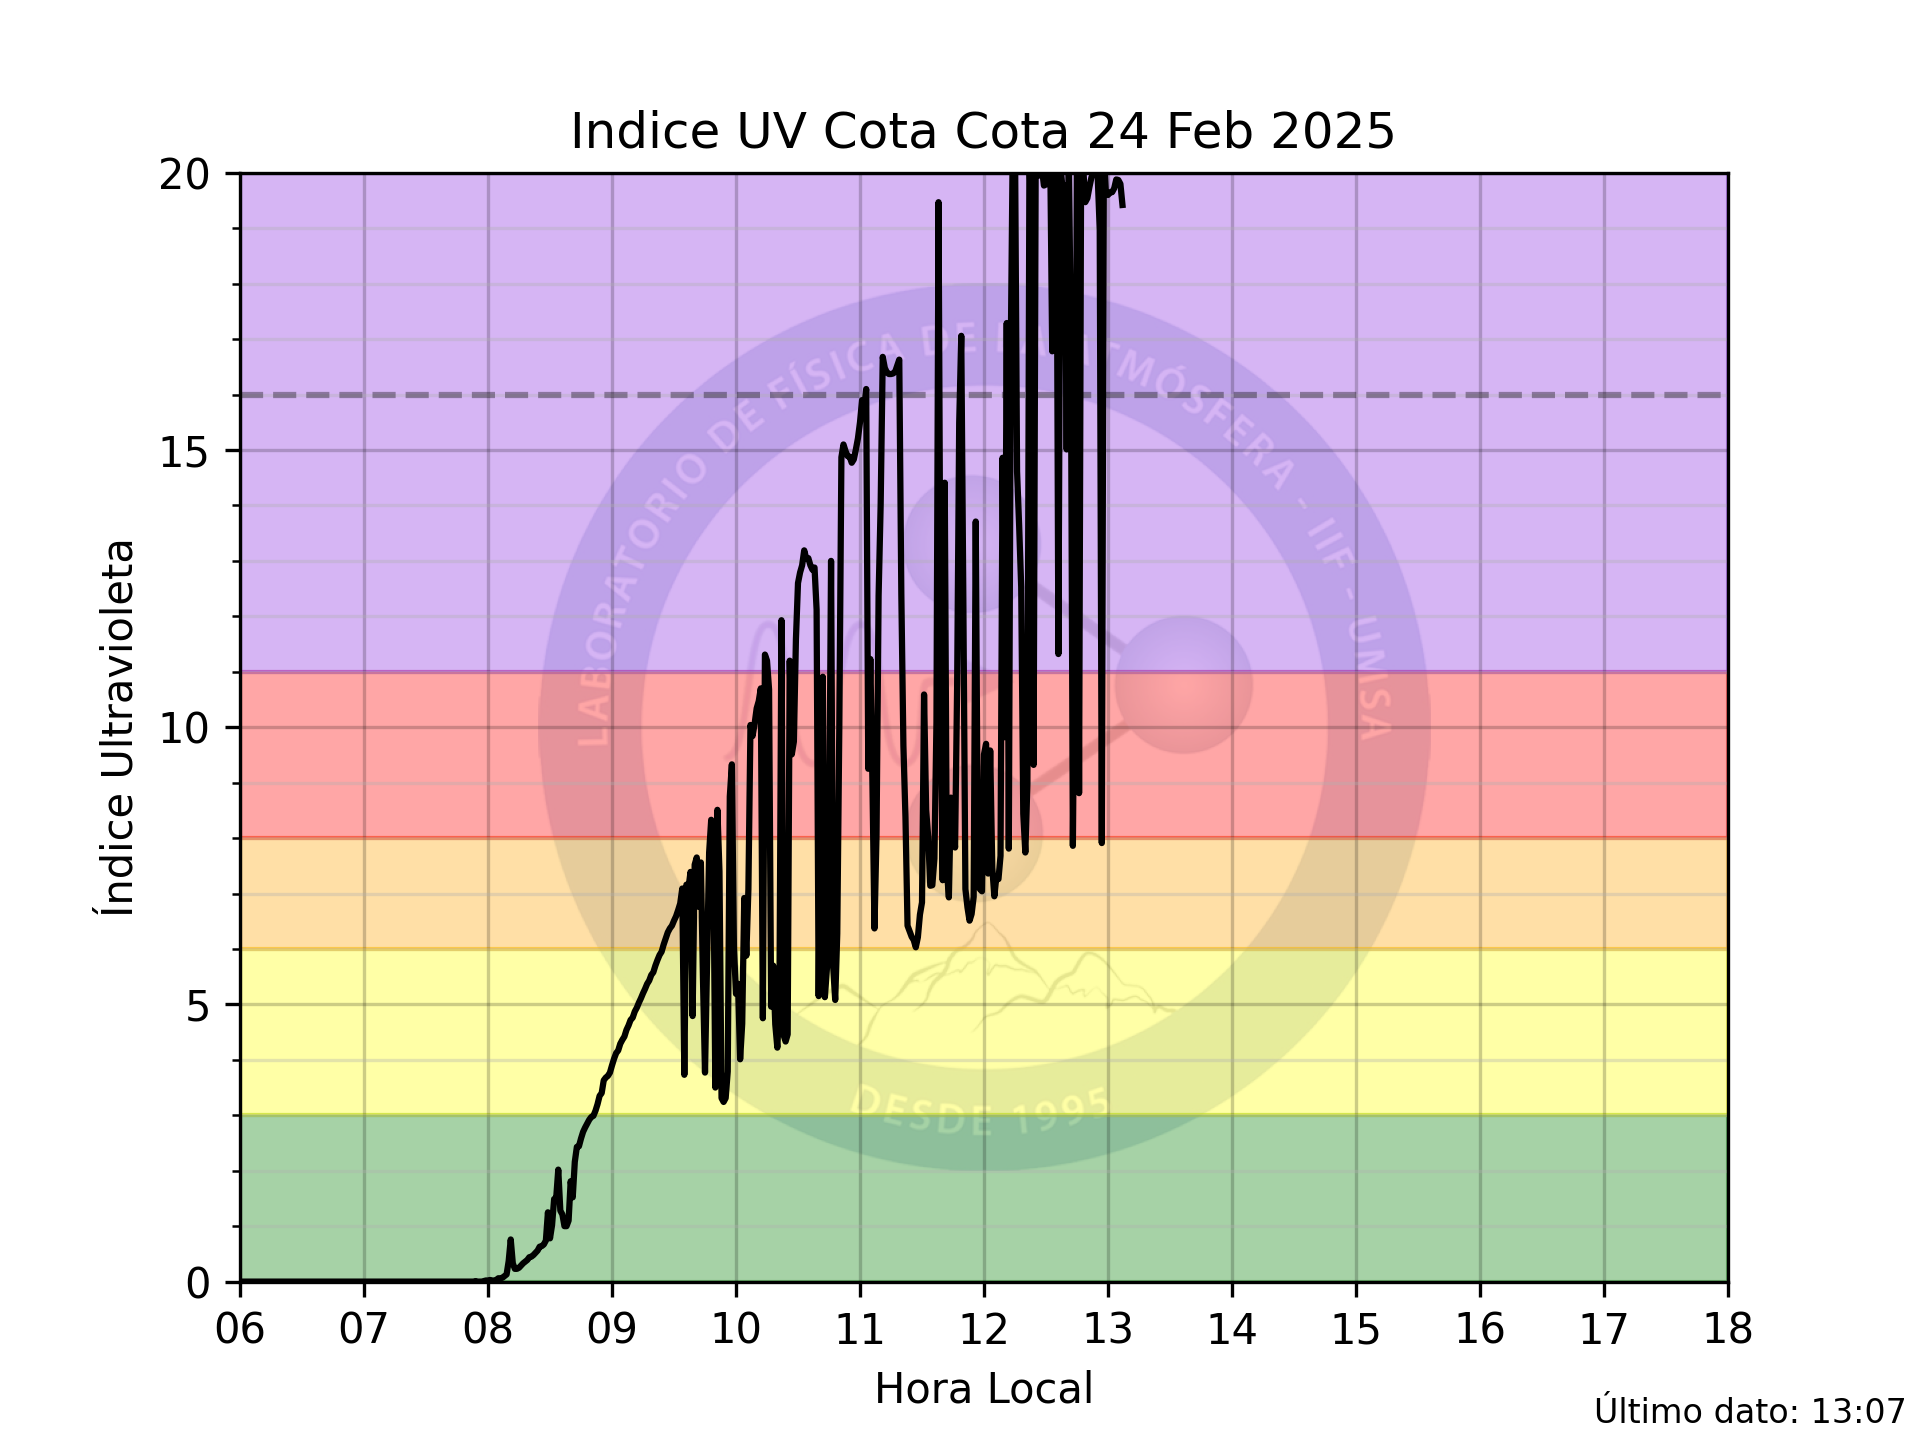 Indice UV Cota Cota 24 Feb 2025
20
15
10
5
0
Índice Ultravioleta
06 07 08 09 10 11 12 13 14 15 16 17 18
Hora Local
Último dato: 13:07
LABORATORIO DE FÍSICA DE LA ATMÓSFERA - IIF - UMSA
DESDE 1995